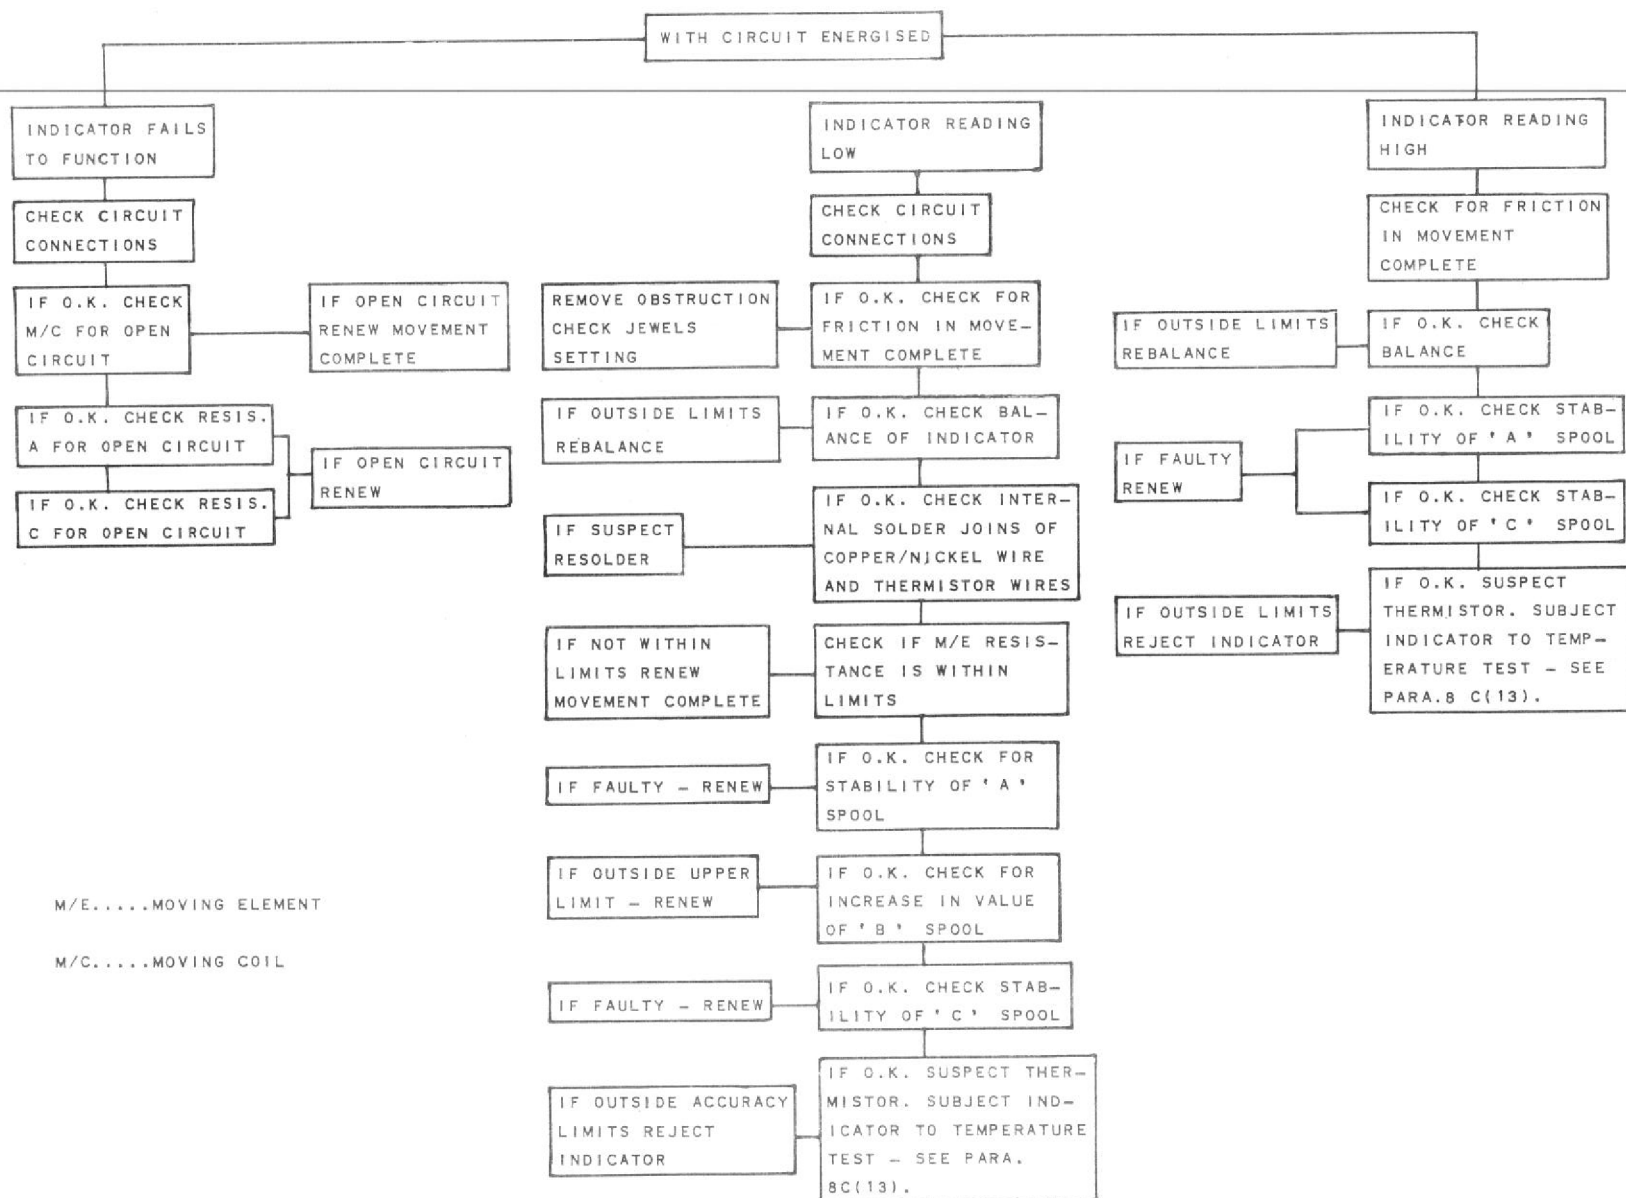 WITH CIRCUIT ENERGISED
INDICATOR FAILS
TO FUNCTION
CHECK CIRCUIT
CONNECTIONS
IF O.K. CHECK
M/C FOR OPEN
CIRCUIT
IF OPEN CIRCUIT
RENEW MOVEMENT
COMPLETE
IF O.K. CHECK RESIS.
A FOR OPEN CIRCUIT
IF O.K. CHECK RESIS.
C FOR OPEN CIRCUIT
IF OPEN CIRCUIT
RENEW
INDICATOR READING
LOW
CHECK CIRCUIT
CONNECTIONS
REMOVE OBSTRUCTION
CHECK JEWELS
SETTING
IF O.K. CHECK FOR
FRICTION IN MOVE–
MENT COMPLETE
IF OUTSIDE LIMITS
REBALANCE
IF O.K. CHECK BAL–
ANCE OF INDICATOR
IF SUSPECT
RESOLDER
IF O.K. CHECK INTER–
NAL SOLDER JOINS OF
COPPER/NICKEL WIRE
AND THERMISTOR WIRES
IF NOT WITHIN
LIMITS RENEW
MOVEMENT COMPLETE
CHECK IF M/E RESIS–
TANCE IS WITHIN
LIMITS
IF FAULTY – RENEW
IF O.K. CHECK FOR
STABILITY OF 'A'
SPOOL
IF OUTSIDE UPPER
LIMIT – RENEW
IF O.K. CHECK FOR
INCREASE IN VALUE
OF 'B' SPOOL
IF FAULTY – RENEW
IF O.K. CHECK STAB–
ILITY OF 'C' SPOOL
IF OUTSIDE ACCURACY
LIMITS REJECT
INDICATOR
IF O.K. SUSPECT THER–
MISTOR. SUBJECT IND–
ICATOR TO TEMPERATURE
TEST – SEE PARA.
8C(13).
INDICATOR READING
HIGH
CHECK FOR FRICTION
IN MOVEMENT
COMPLETE
IF OUTSIDE LIMITS
REBALANCE
IF O.K. CHECK
BALANCE
IF FAULTY
RENEW
IF O.K. CHECK STAB–
ILITY OF 'A' SPOOL
IF O.K. CHECK STAB–
ILITY OF 'C' SPOOL
IF OUTSIDE LIMITS
REJECT INDICATOR
IF O.K. SUSPECT
THERMISTOR. SUBJECT
INDICATOR TO TEMP–
ERATURE TEST – SEE
PARA.8 C(13).
M/E.....MOVING ELEMENT
M/C.....MOVING COIL